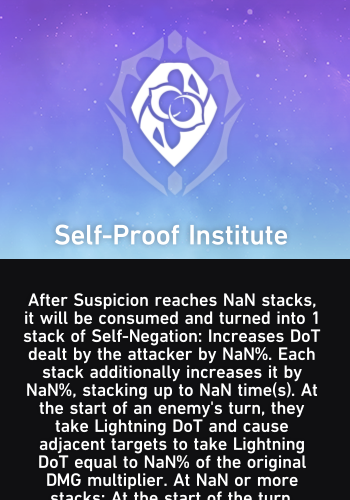 Self-Proof Institute
After Suspicion reaches NaN stacks,
it will be consumed and turned into 1
stack of Self-Negation: Increases DoT
dealt by the attacker by NaN%. Each
stack additionally increases it by
NaN%, stacking up to NaN time(s). At
the start of an enemy's turn, they
take Lightning DoT and cause
adjacent targets to take Lightning
DoT equal to NaN% of the original
DMG multiplier. At NaN or more
stacks: At the start of the turn,